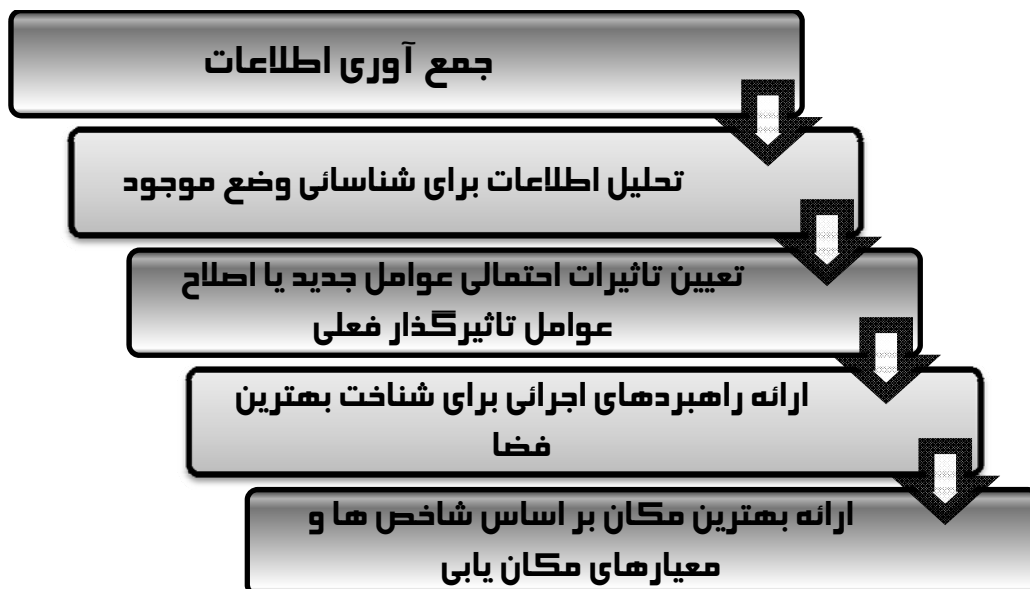 جمع آوری اطلاعات
تحلیل اطلاعات برای شناسائی وضع موجود
تعیین تاثیرات احتمالی عوامل جدید یا اصلاح
عوامل تاثیرگذار فعلی
ارائه راهبردهای اجرائی برای شناخت بهترین
فضا
ارائه بهترین مکان بر اساس شاخص ها و
معیارهای مکان یابی